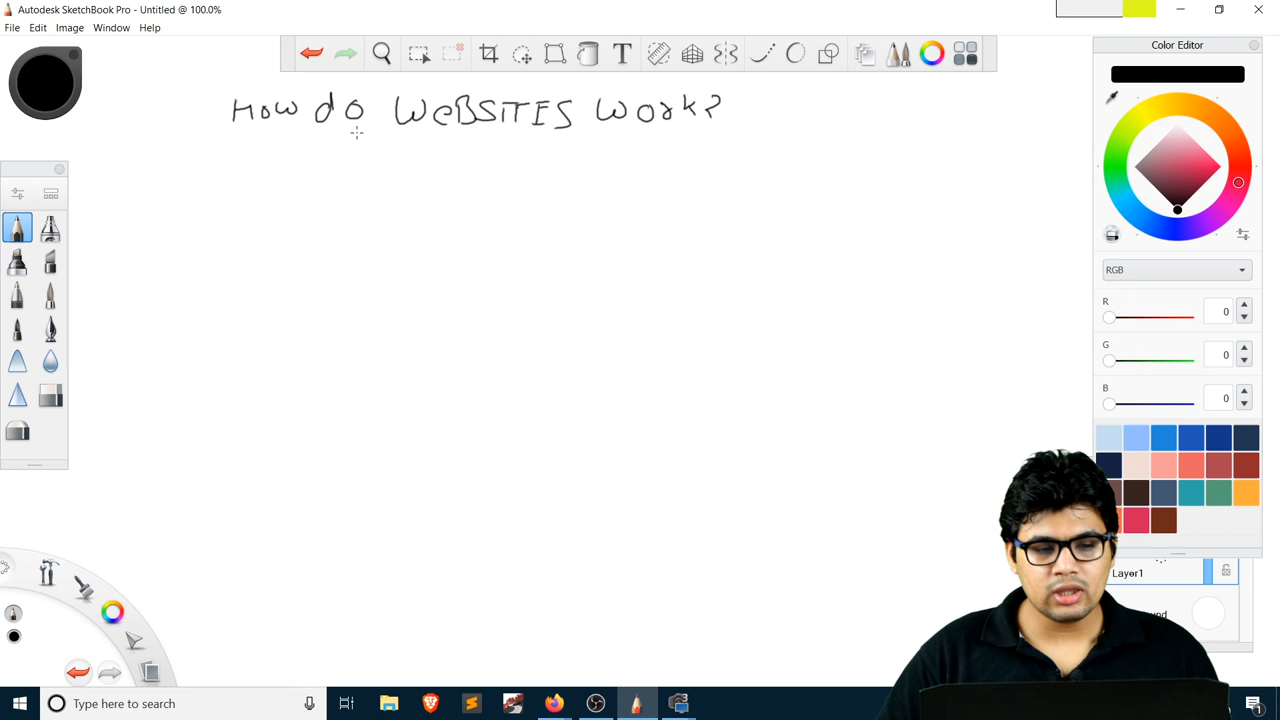 Autodesk SketchBook Pro - Untitled @ 100.0%
File Edit Image Window Help
Color Editor
How do WeBSITES Work?
RGB
R 0
G 0
B 0
Layer1
Type here to search
1